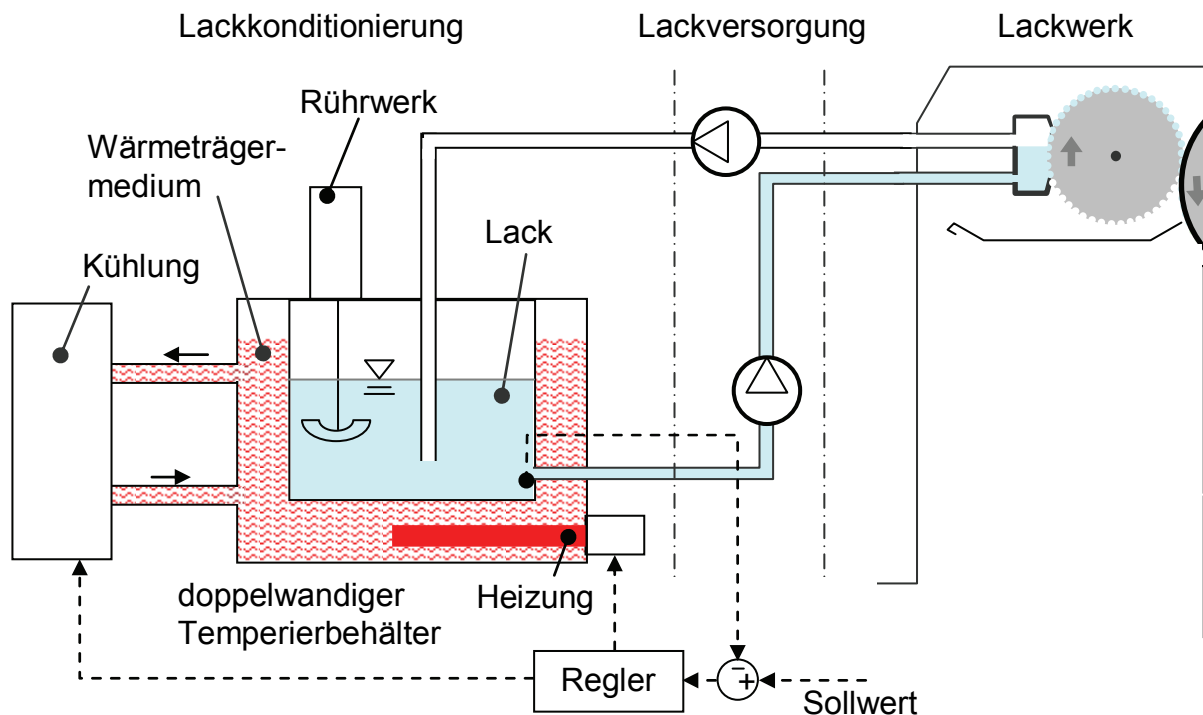 Lackkonditionierung
Lackversorgung
Lackwerk
Rührwerk
Wärmeträger-
medium
Lack
Kühlung
doppelwandiger
Temperierbehälter
Heizung
Regler
- +
Sollwert